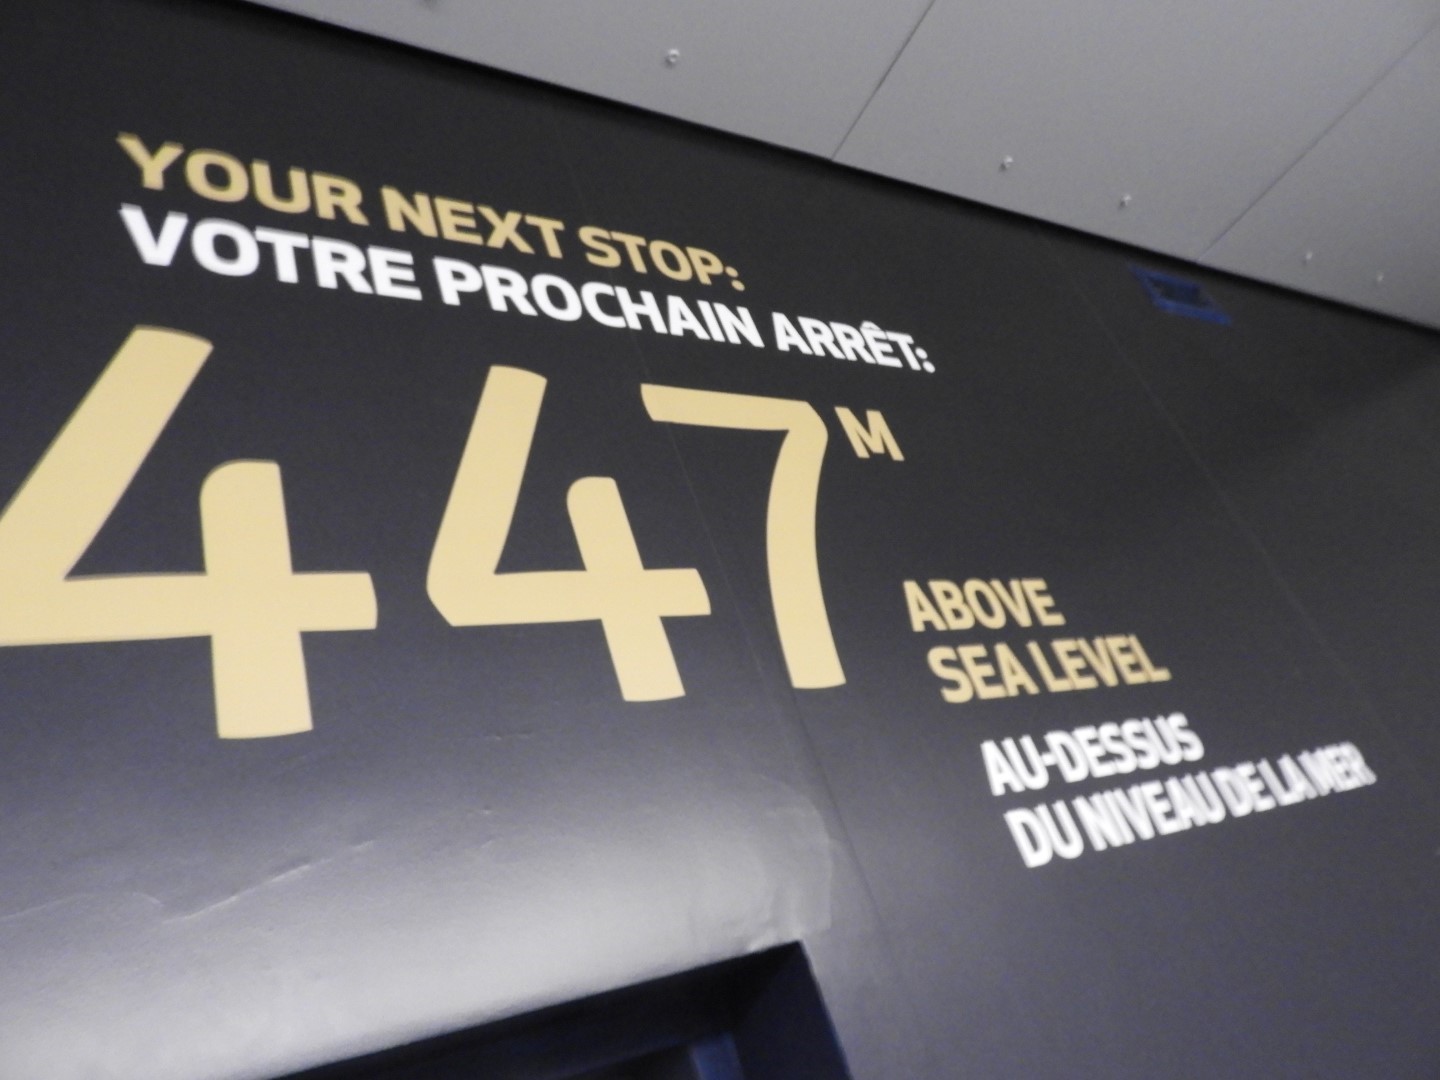 YOUR NEXT STOP:
VOTRE PROCHAIN ARRÊT:
447M
ABOVE
SEA LEVEL
AU-DESSUS
DU NIVEAU DE LA MER